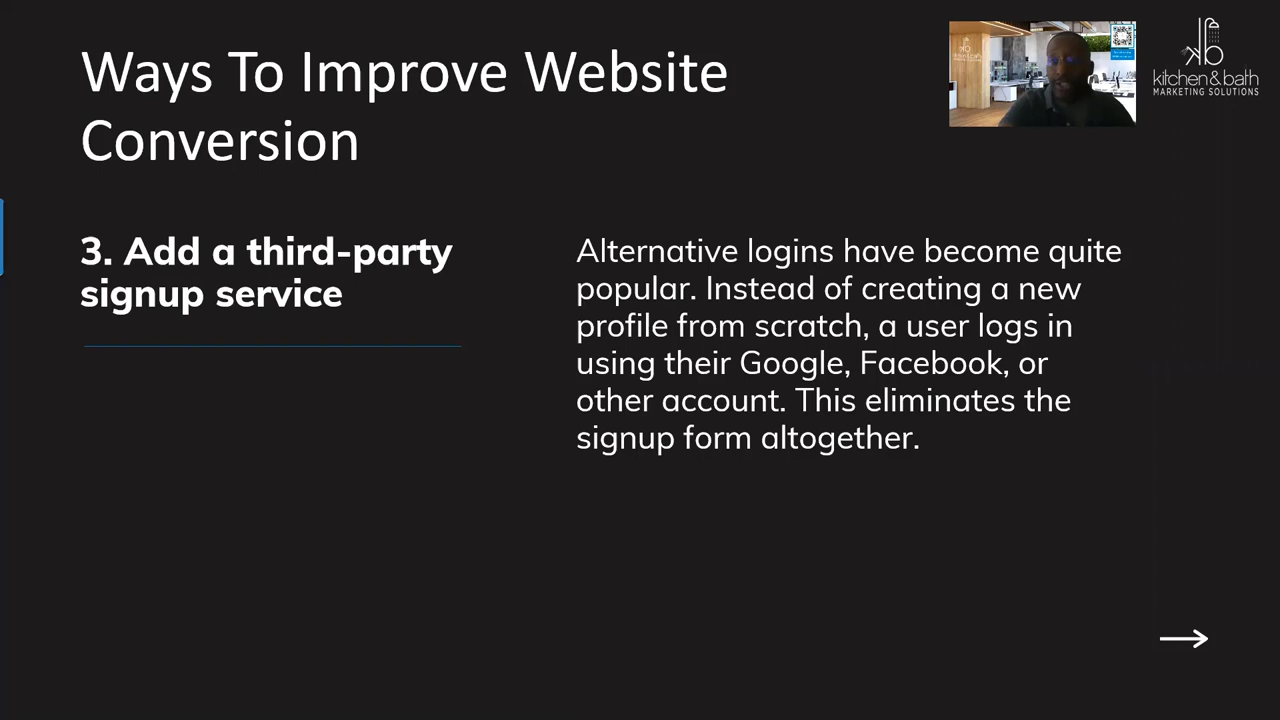 Ways To Improve Website
Conversion
kitchen & bath
MARKETING SOLUTIONS
3. Add a third-party
signup service
Alternative logins have become quite
popular. Instead of creating a new
profile from scratch, a user logs in
using their Google, Facebook, or
other account. This eliminates the
signup form altogether.